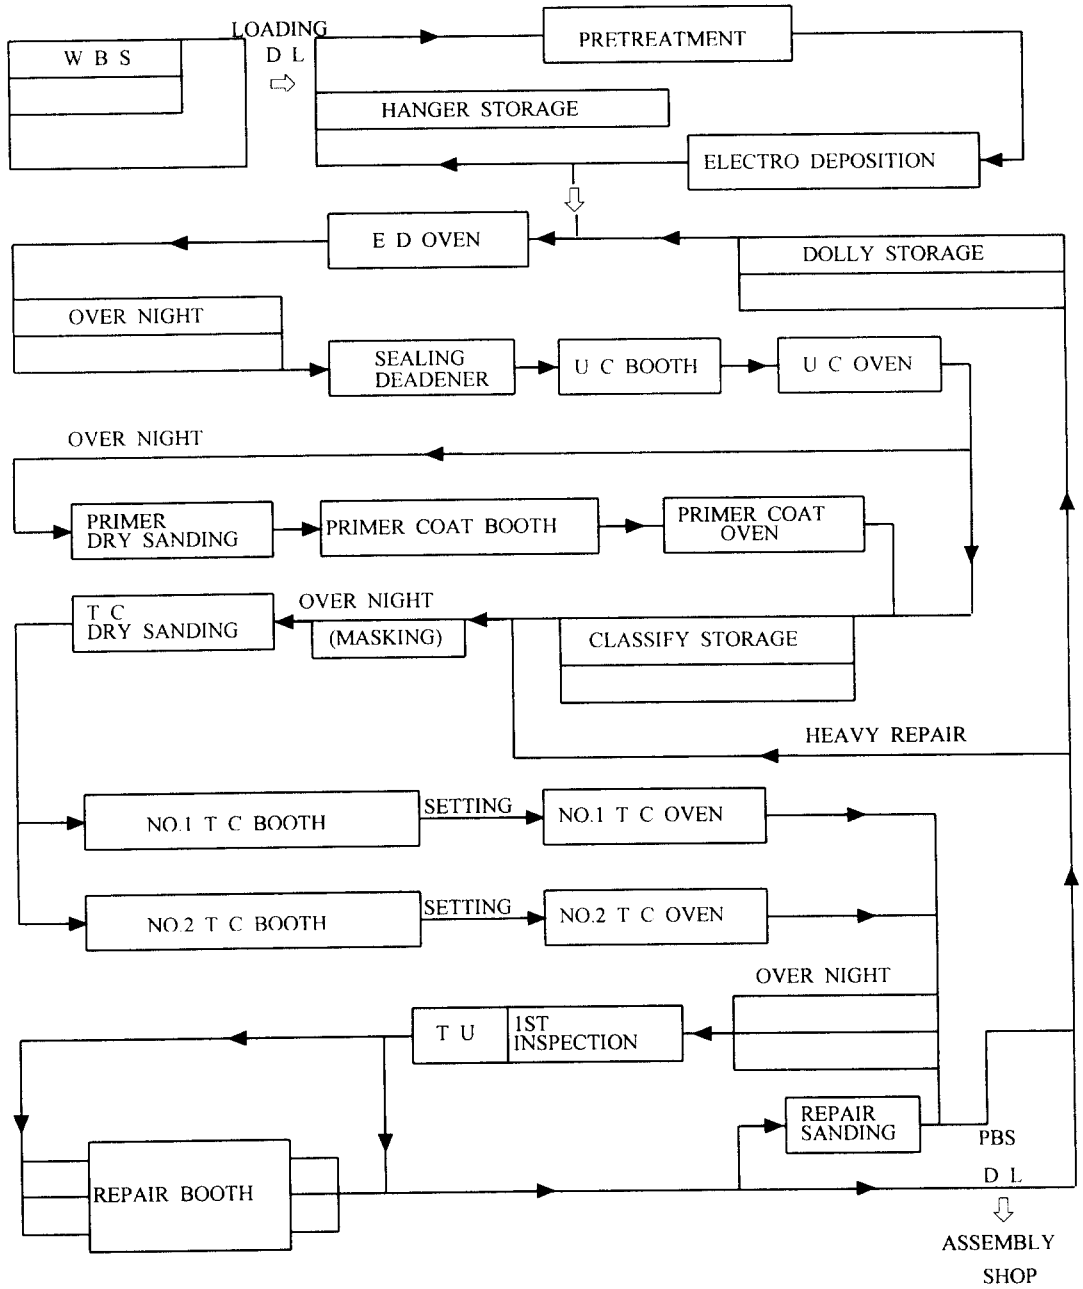 LOADING
W B S
D L
PRETREATMENT
HANGER STORAGE
ELECTRO DEPOSITION
E D OVEN
DOLLY STORAGE
OVER NIGHT
SEALING
DEADENER
U C BOOTH
U C OVEN
OVER NIGHT
PRIMER
DRY SANDING
PRIMER COAT BOOTH
PRIMER COAT
OVEN
T C
DRY SANDING
OVER NIGHT
(MASKING)
CLASSIFY STORAGE
HEAVY REPAIR
NO.1 T C BOOTH
SETTING
NO.1 T C OVEN
NO.2 T C BOOTH
SETTING
NO.2 T C OVEN
OVER NIGHT
T U
1ST
INSPECTION
REPAIR
SANDING
PBS
REPAIR BOOTH
D L
ASSEMBLY
SHOP